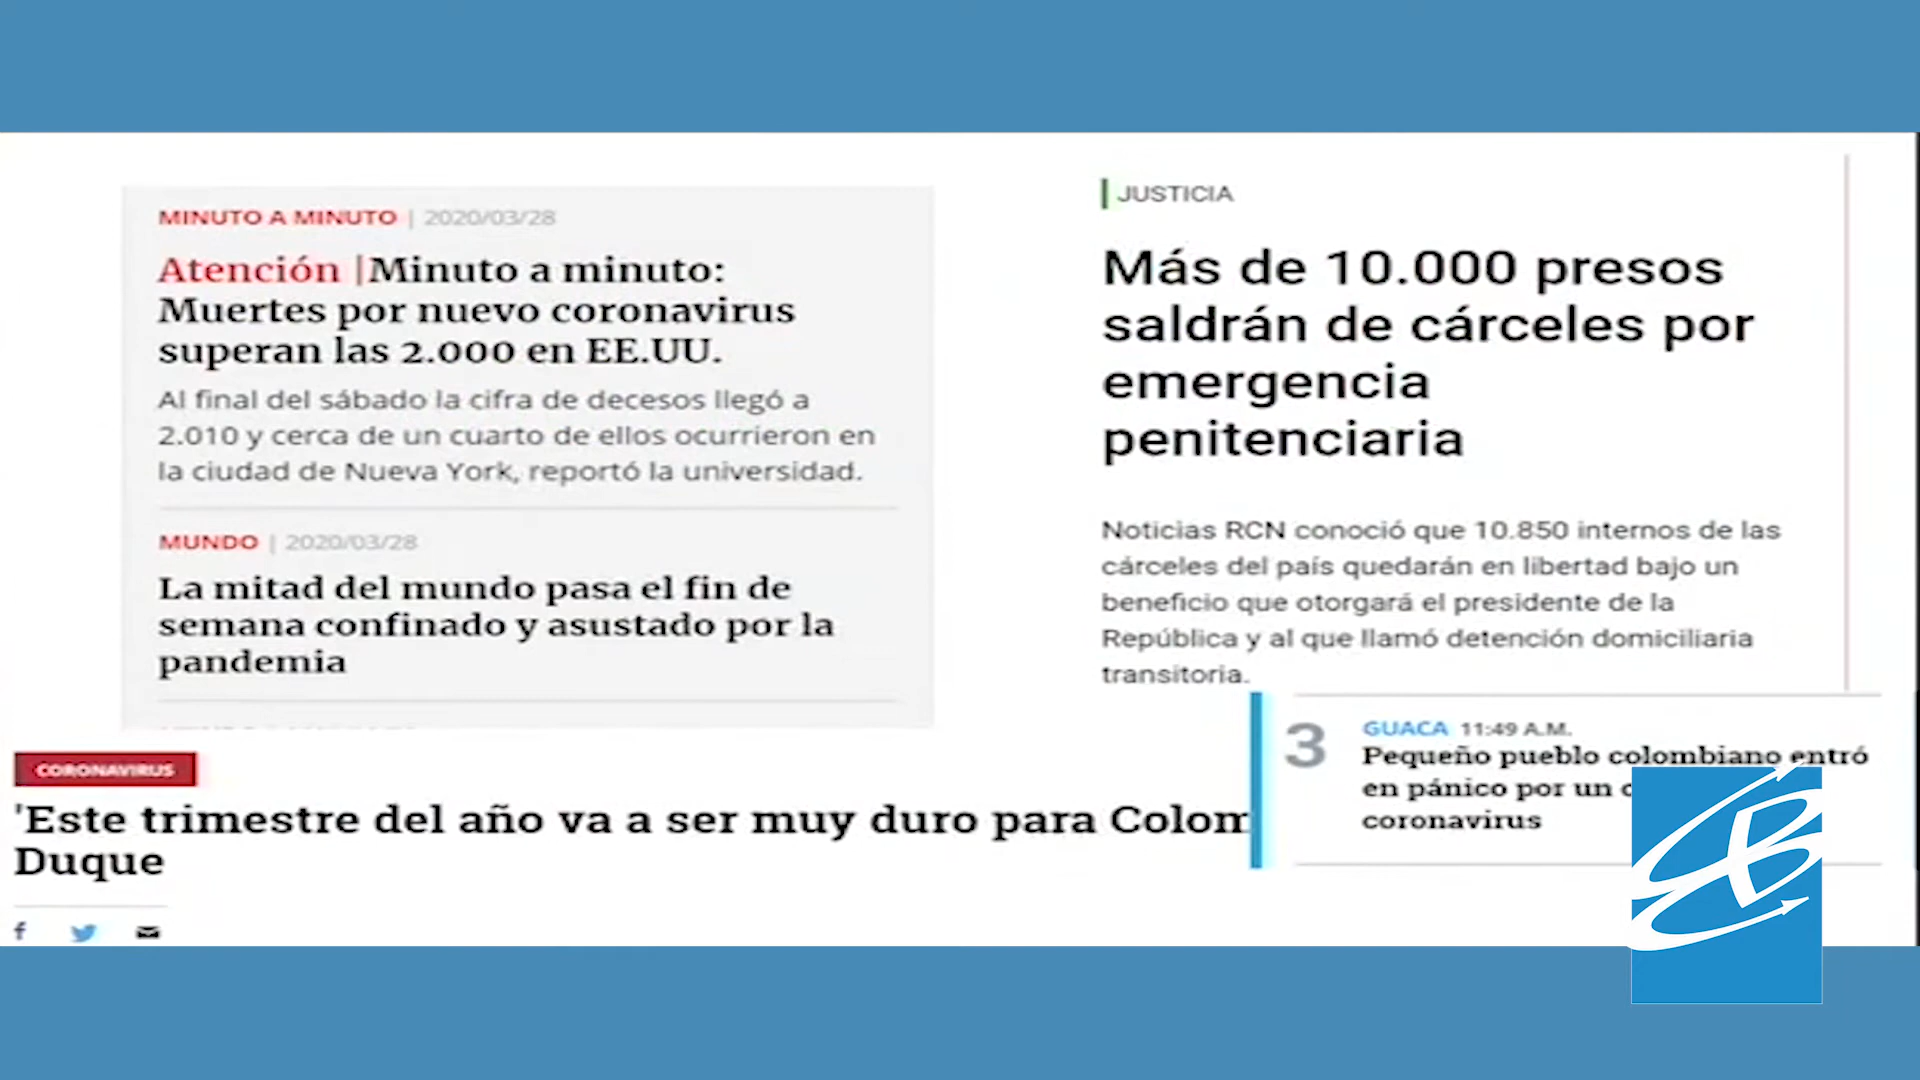 MINUTO A MINUTO | 2020/03/28
Atención |Minuto a minuto:
Muertes por nuevo coronavirus
superan las 2.000 en EE.UU.
Al final del sábado la cifra de decesos llegó a
2.010 y cerca de un cuarto de ellos ocurrieron en
la ciudad de Nueva York, reportó la universidad.
MUNDO | 2020/03/28
La mitad del mundo pasa el fin de
semana confinado y asustado por la
pandemia
JUSTICIA
Más de 10.000 presos
saldrán de cárceles por
emergencia
penitenciaria
Noticias RCN conoció que 10.850 internos de las
cárceles del país quedarán en libertad bajo un
beneficio que otorgará el presidente de la
República y al que llamó detención domiciliaria
transitoria.
CORONAVIRUS
'Este trimestre del año va a ser muy duro para Colom
Duque
3
GUACA 11:49 A.M.
Pequeño pueblo colombiano entró
en pánico por un
coronavirus